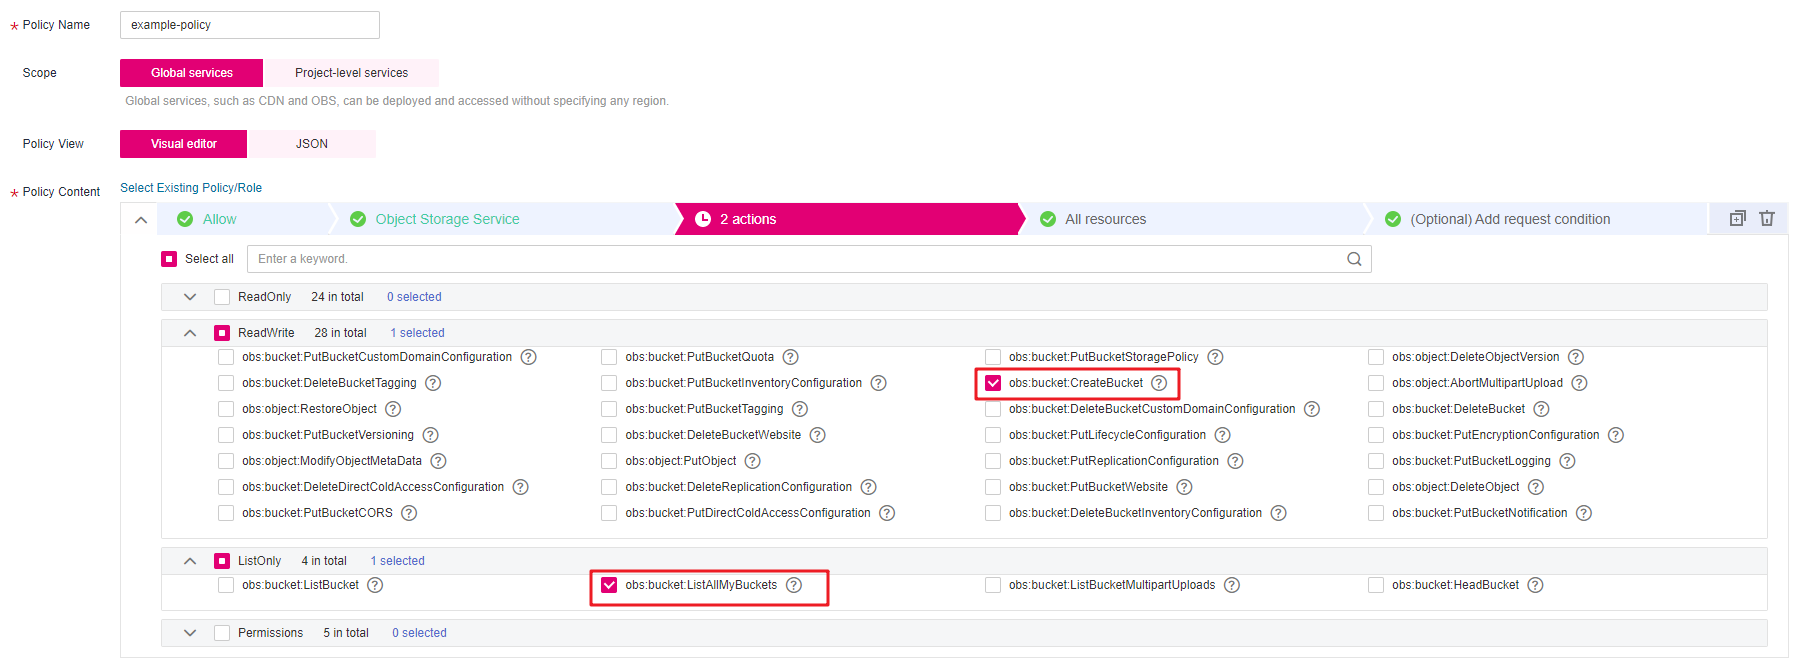 * Policy Name example-policy
Scope Global services Project-level services
Global services, such as CDN and OBS, can be deployed and accessed without specifying any region.
Policy View Visual editor JSON
* Policy Content Select Existing Policy/Role
Allow Object Storage Service 2 actions All resources (Optional) Add request condition
Select all Enter a keyword.
ReadOnly 24 in total 0 selected
ReadWrite 28 in total 1 selected
obs:bucket:PutBucketCustomDomainConfiguration ? obs:bucket:PutBucketQuota ? obs:bucket:PutBucketStoragePolicy ? obs:object:DeleteObjectVersion ?
obs:bucket:DeleteBucketTagging ? obs:bucket:PutBucketInventoryConfiguration ? obs:bucket:CreateBucket ? obs:object:AbortMultipartUpload ?
obs:object:RestoreObject ? obs:bucket:PutBucketTagging ? obs:bucket:DeleteBucketCustomDomainConfiguration ? obs:bucket:DeleteBucket ?
obs:bucket:PutBucketVersioning ? obs:bucket:DeleteBucketWebsite ? obs:bucket:PutLifecycleConfiguration ? obs:bucket:PutEncryptionConfiguration ?
obs:object:ModifyObjectMetaData ? obs:object:PutObject ? obs:bucket:PutReplicationConfiguration ? obs:bucket:PutBucketLogging ?
obs:bucket:DeleteDirectColdAccessConfiguration ? obs:bucket:DeleteReplicationConfiguration ? obs:bucket:PutBucketWebsite ? obs:object:DeleteObject ?
obs:bucket:PutBucketCORS ? obs:bucket:PutDirectColdAccessConfiguration ? obs:bucket:DeleteBucketInventoryConfiguration ? obs:bucket:PutBucketNotification ?
ListOnly 4 in total 1 selected
obs:bucket:ListBucket ? obs:bucket:ListAllMyBuckets ? obs:bucket:ListBucketMultipartUploads ? obs:bucket:HeadBucket ?
Permissions 5 in total 0 selected